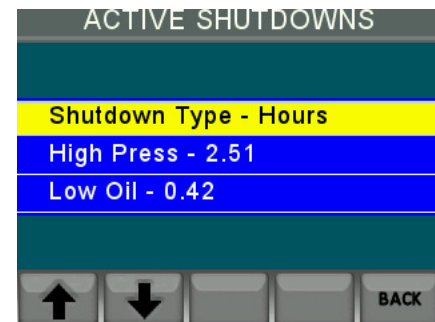 ACTIVE SHUTDOWNS
Shutdown Type - Hours
High Press - 2.51
Low Oil - 0.42
BACK